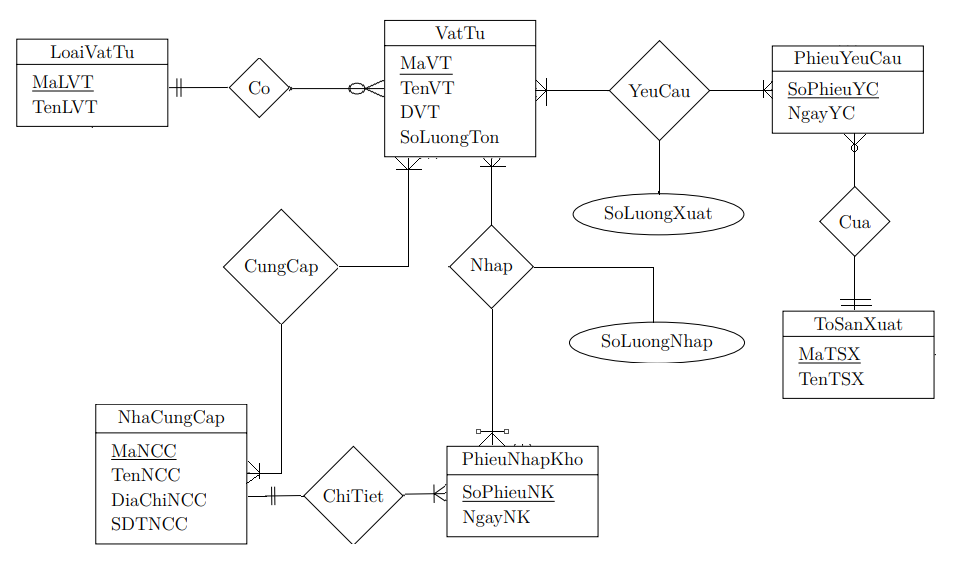 LoaiVatTu
MaLVT
TenLVT
Co
VatTu
MaVT
TenVT
DVT
SoLuongTon
YeuCau
SoLuongXuat
PhieuYeuCau
SoPhieuYC
NgayYC
Cua
ToSanXuat
MaTSX
TenTSX
CungCap
Nhap
SoLuongNhap
NhaCungCap
MaNCC
TenNCC
DiaChiNCC
SDTNCC
ChiTiet
PhieuNhapKho
SoPhieuNK
NgayNK